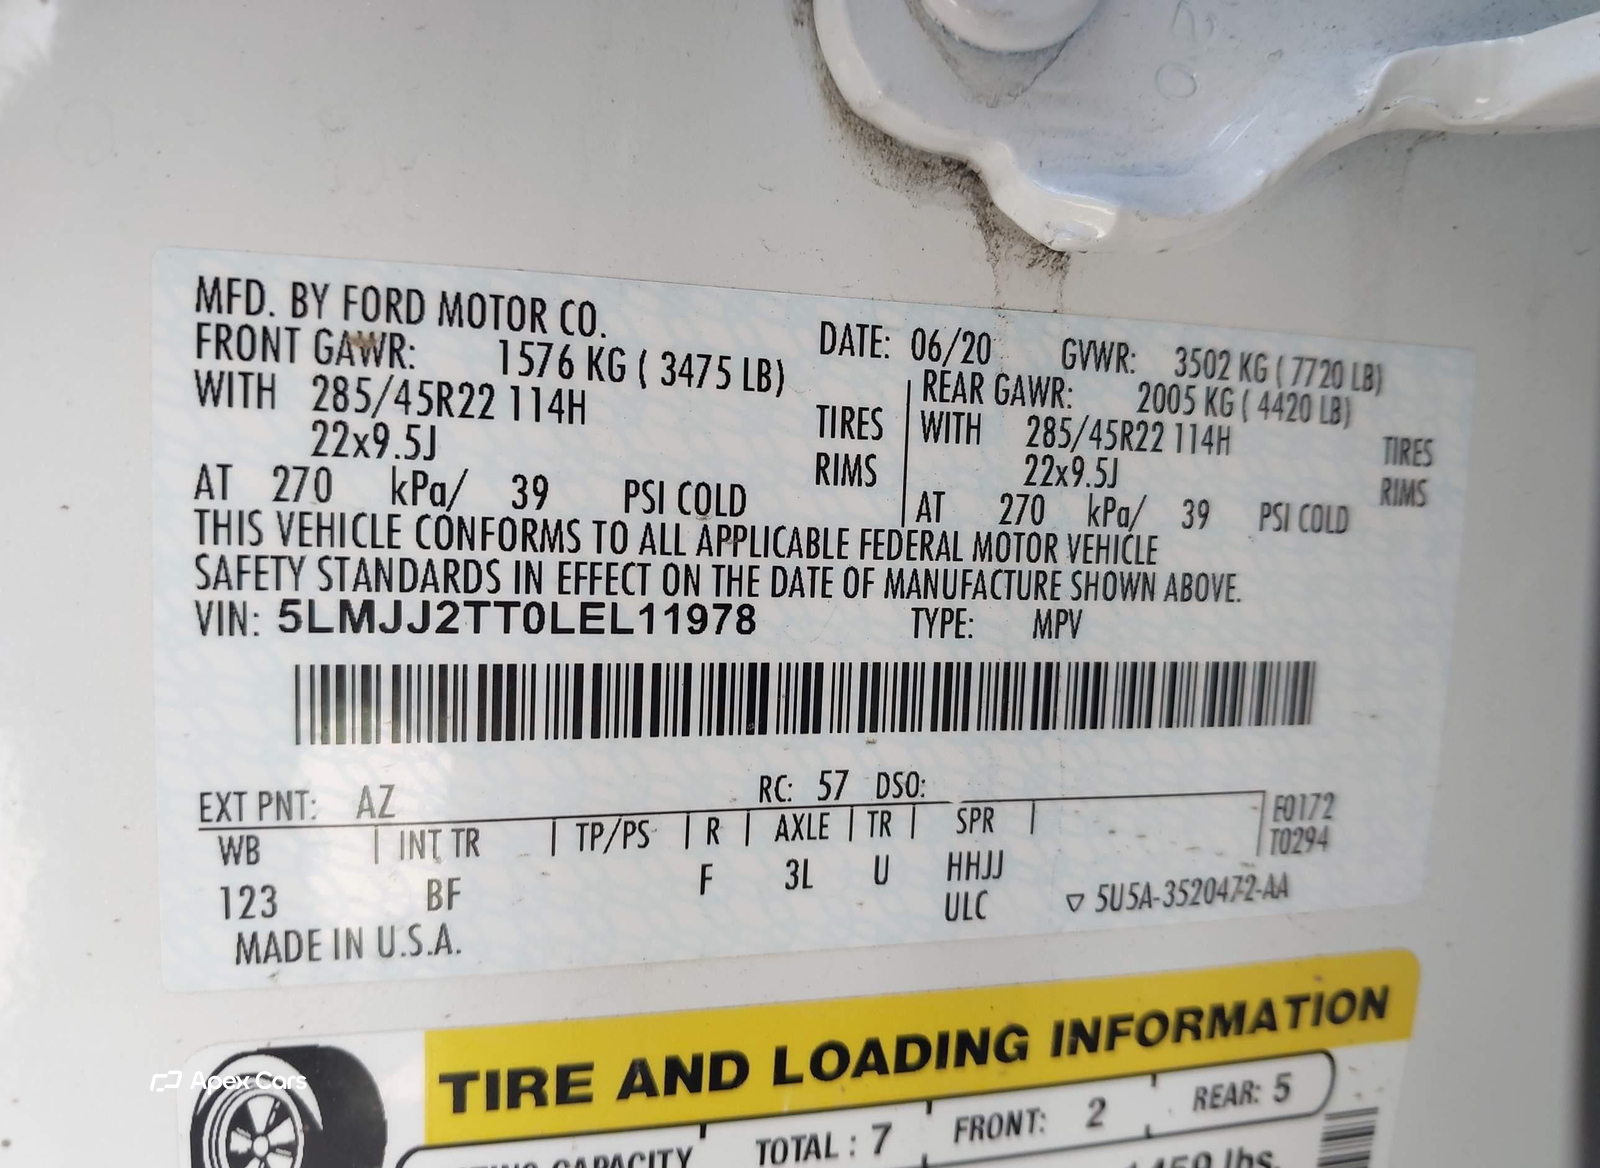 MFD. BY FORD MOTOR CO. DATE: 06/20 GVWR: 3502 KG ( 7720 LB)
FRONT GAWR: 1576 KG ( 3475 LB) REAR GAWR: 2005 KG ( 4420 LB)
WITH 285/45R22 114H TIRES WITH 285/45R22 114H TIRES
22x9.5J RIMS 22x9.5J RIMS
AT 270 kPa/ 39 PSI COLD AT 270 kPa/ 39 PSI COLD
THIS VEHICLE CONFORMS TO ALL APPLICABLE FEDERAL MOTOR VEHICLE
SAFETY STANDARDS IN EFFECT ON THE DATE OF MANUFACTURE SHOWN ABOVE.
VIN: 5LMJJ2TT0LEL11978 TYPE: MPV
EXT PNT: AZ RC: 57 DSO:
WB INT TR TP/PS R AXLE TR SPR E0172
T0294
123 BF F 3L U HHJJ
ULC ▽ 5U5A-3520472-AA
MADE IN U.S.A.
TIRE AND LOADING INFORMATION
CAPACITY TOTAL : 7 FRONT: 2 REAR: 5
lbs.
Apex Cars